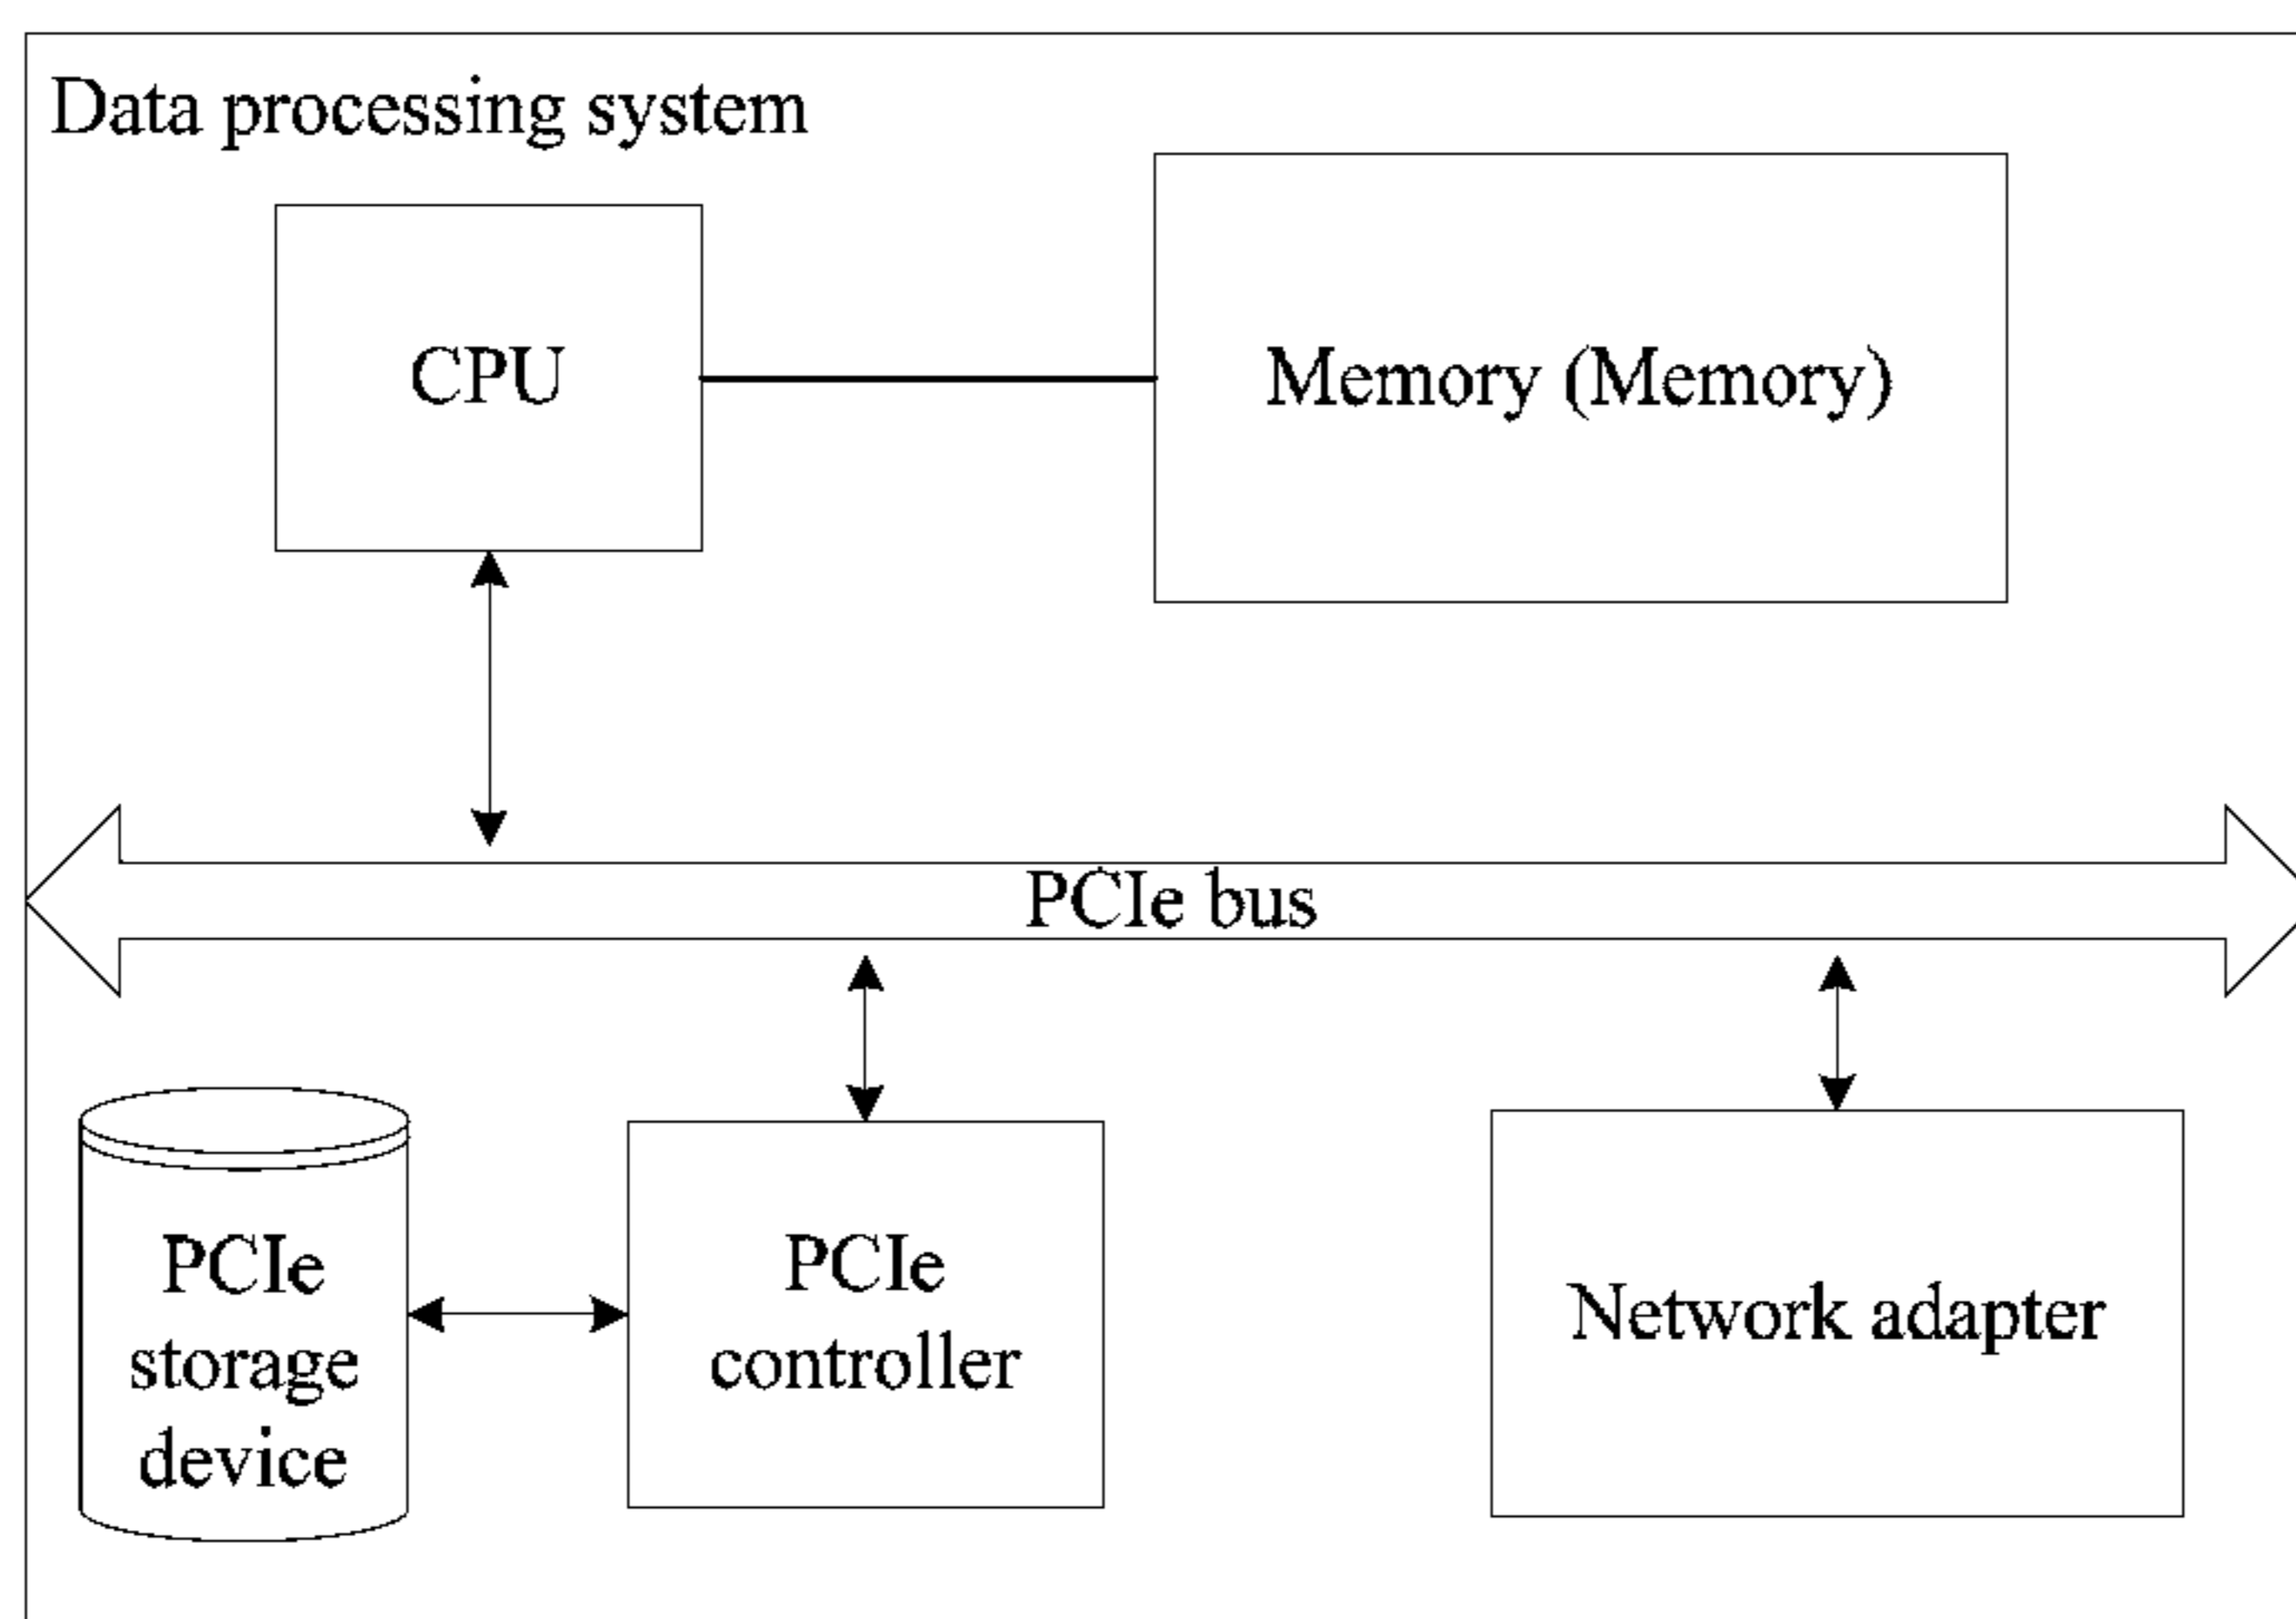 Data processing system
CPU
Memory (Memory)
PCIe bus
PCIe
storage
device
PCIe
controller
Network adapter